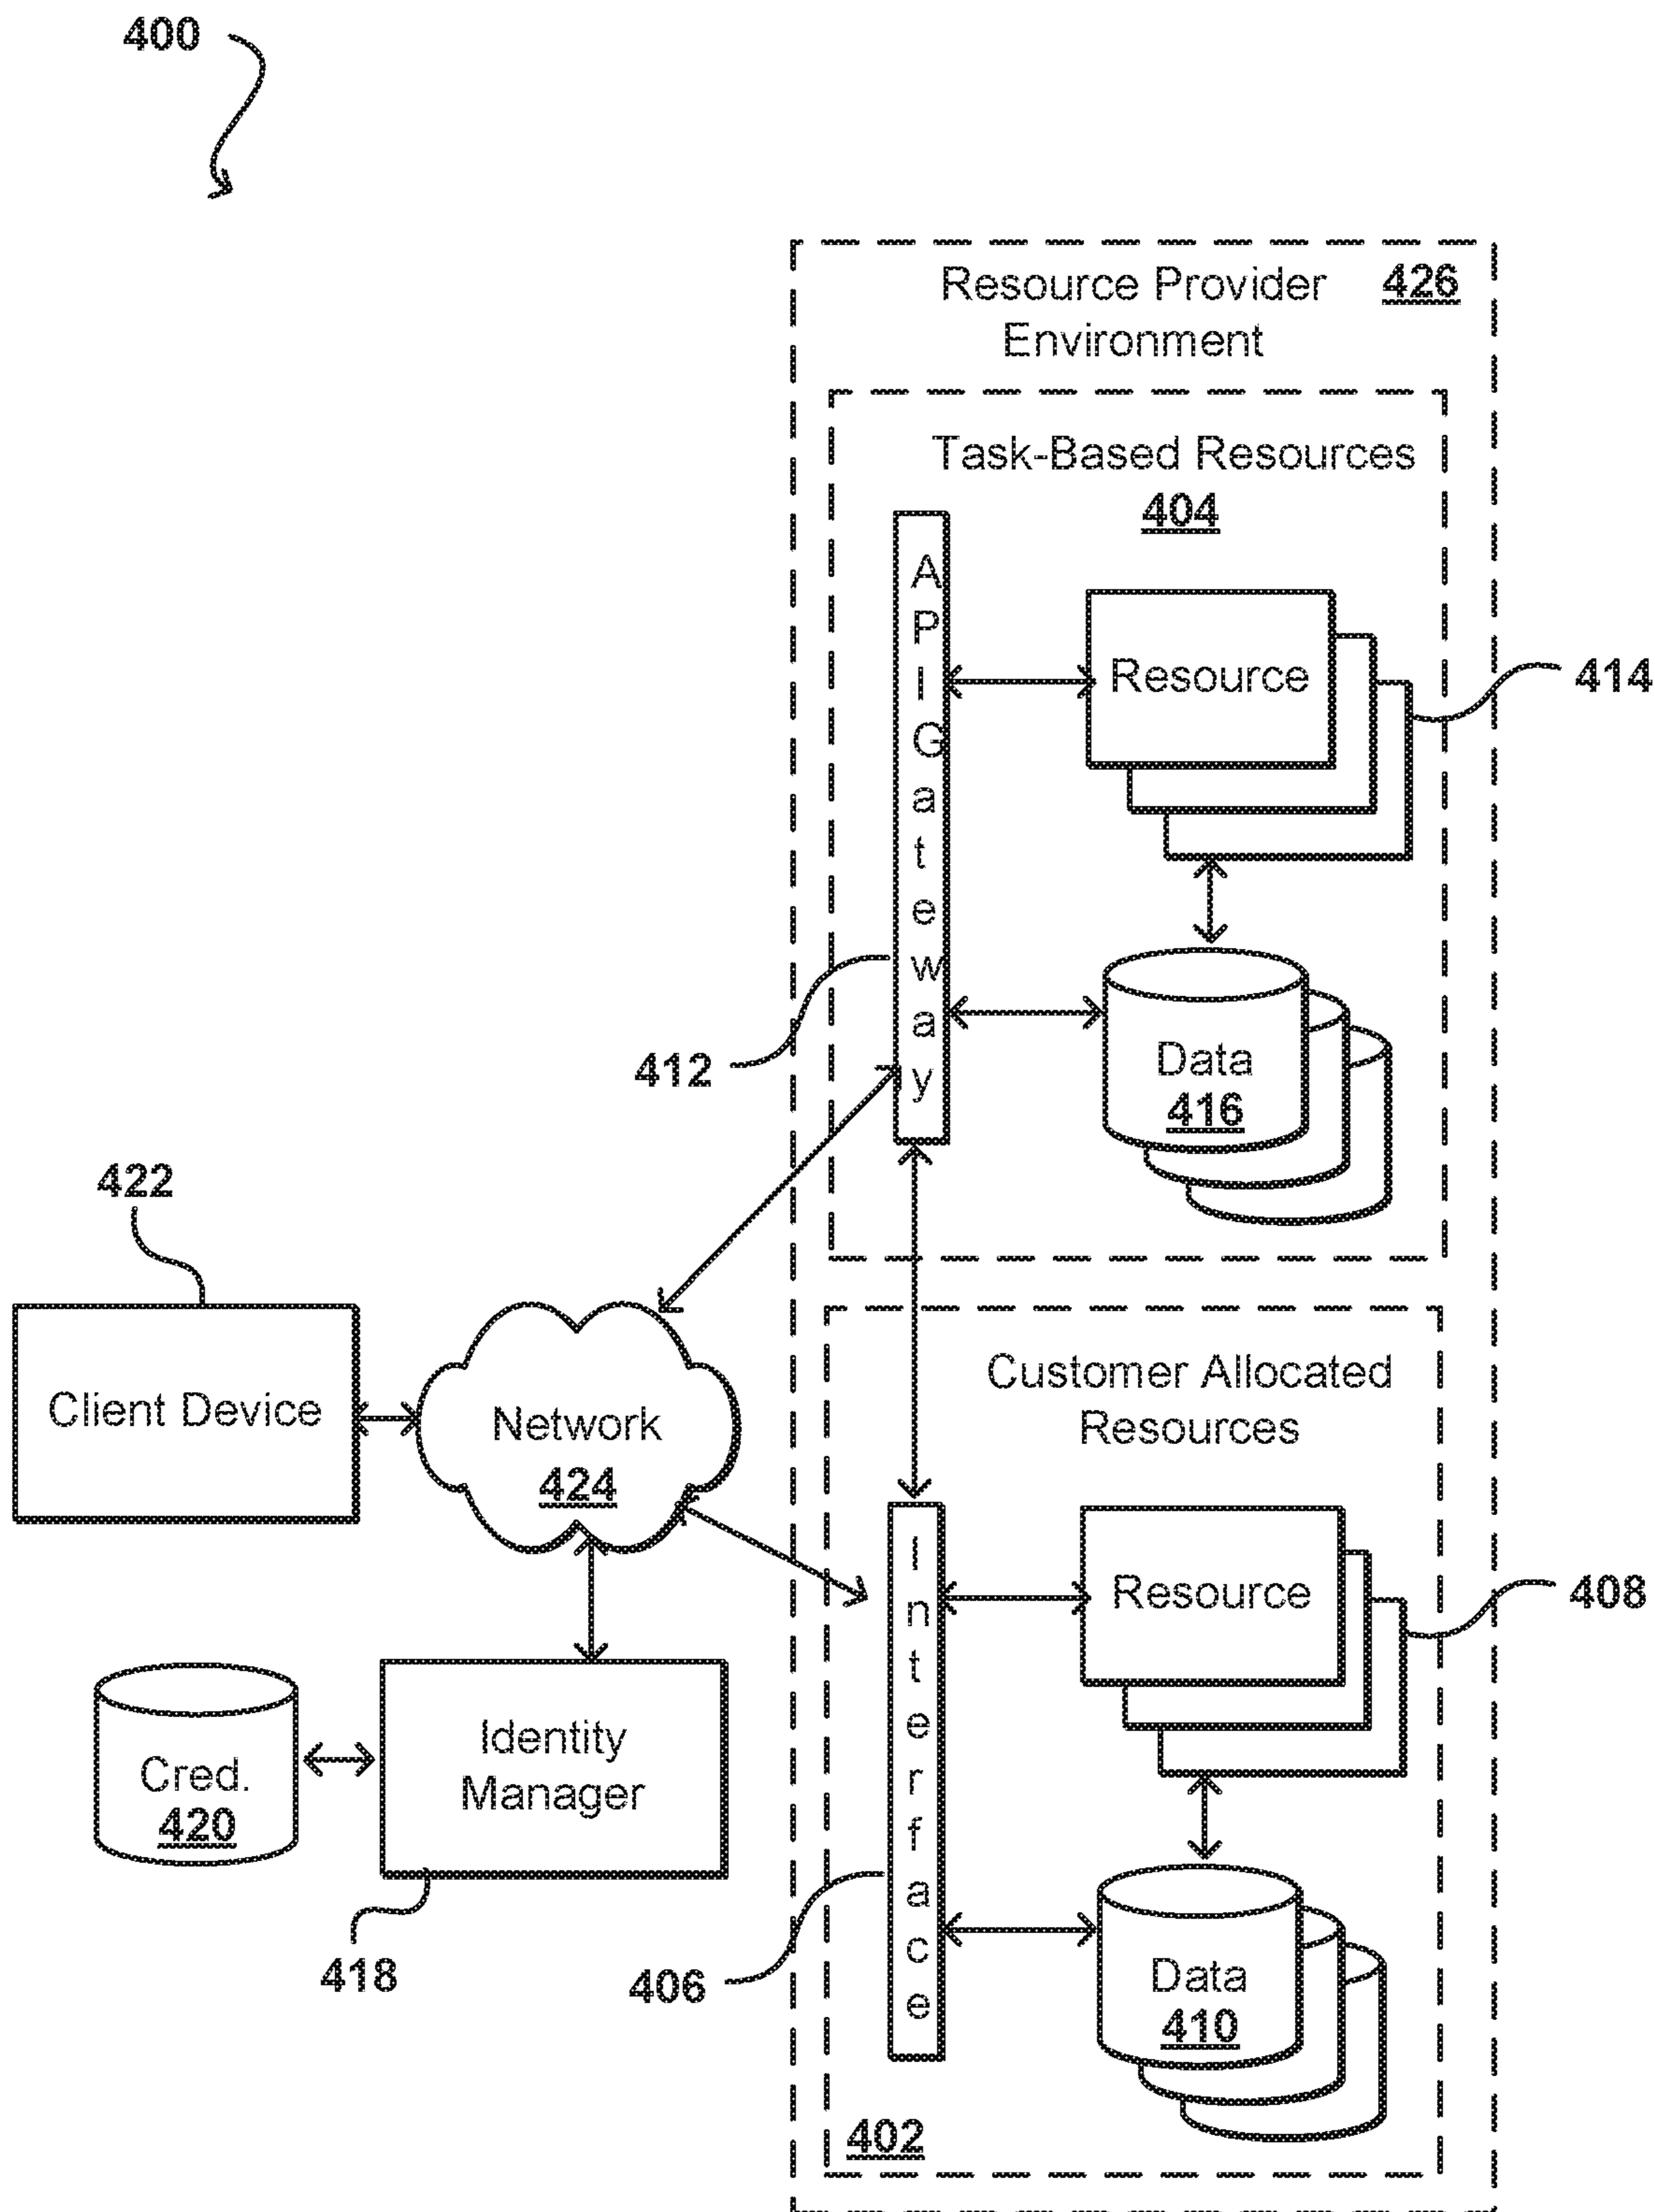 400
Resource Provider 426
Environment
Task-Based Resources
404
API Gateway
Resource
414
412
Data
416
422
Client Device
Network
424
Customer Allocated
Resources
Interface
Resource
408
Identity
Manager
Cred.
420
418
406
Data
410
402